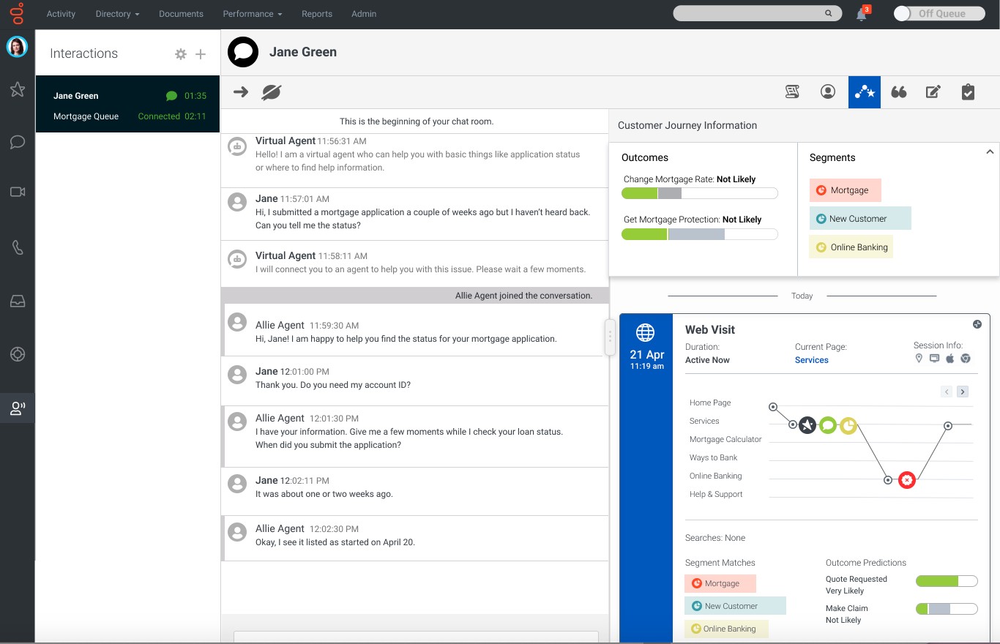 Activity
Directory
Documents
Performance
Reports
Admin
3
Off Queue
Interactions
Jane Green
01:35
Mortgage Queue
Connected 02:11
Jane Green
This is the beginning of your chat room.
Virtual Agent 11:56:31 AM
Hello! I am a virtual agent who can help you with basic things like application status
or where to find help information.
Jane 11:57:01 AM
Hi, I submitted a mortgage application a couple of weeks ago but I haven’t heard back.
Can you tell me the status?
Virtual Agent 11:58:11 AM
I will connect you to an agent to help you with this issue. Please wait a few moments.
Allie Agent joined the conversation.
Allie Agent 11:59:30 AM
Hi, Jane! I am happy to help you find the status for your mortgage application.
Jane 12:01:00 PM
Thank you. Do you need my account ID?
Allie Agent 12:01:30 PM
I have your information. Give me a few moments while I check your loan status.
When did you submit the application?
Jane 12:02:11 PM
It was about one or two weeks ago.
Allie Agent 12:02:30 PM
Okay, I see it listed as started on April 20.
Customer Journey Information
Outcomes
Change Mortgage Rate: Not Likely
Get Mortgage Protection: Not Likely
Segments
Mortgage
New Customer
Online Banking
Today
21 Apr
11:19 am
Web Visit
Duration:
Active Now
Current Page:
Services
Session Info:
Home Page
Services
Mortgage Calculator
Ways to Bank
Online Banking
Help & Support
Searches: None
Segment Matches
Mortgage
New Customer
Online Banking
Outcome Predictions
Quote Requested
Very Likely
Make Claim
Not Likely